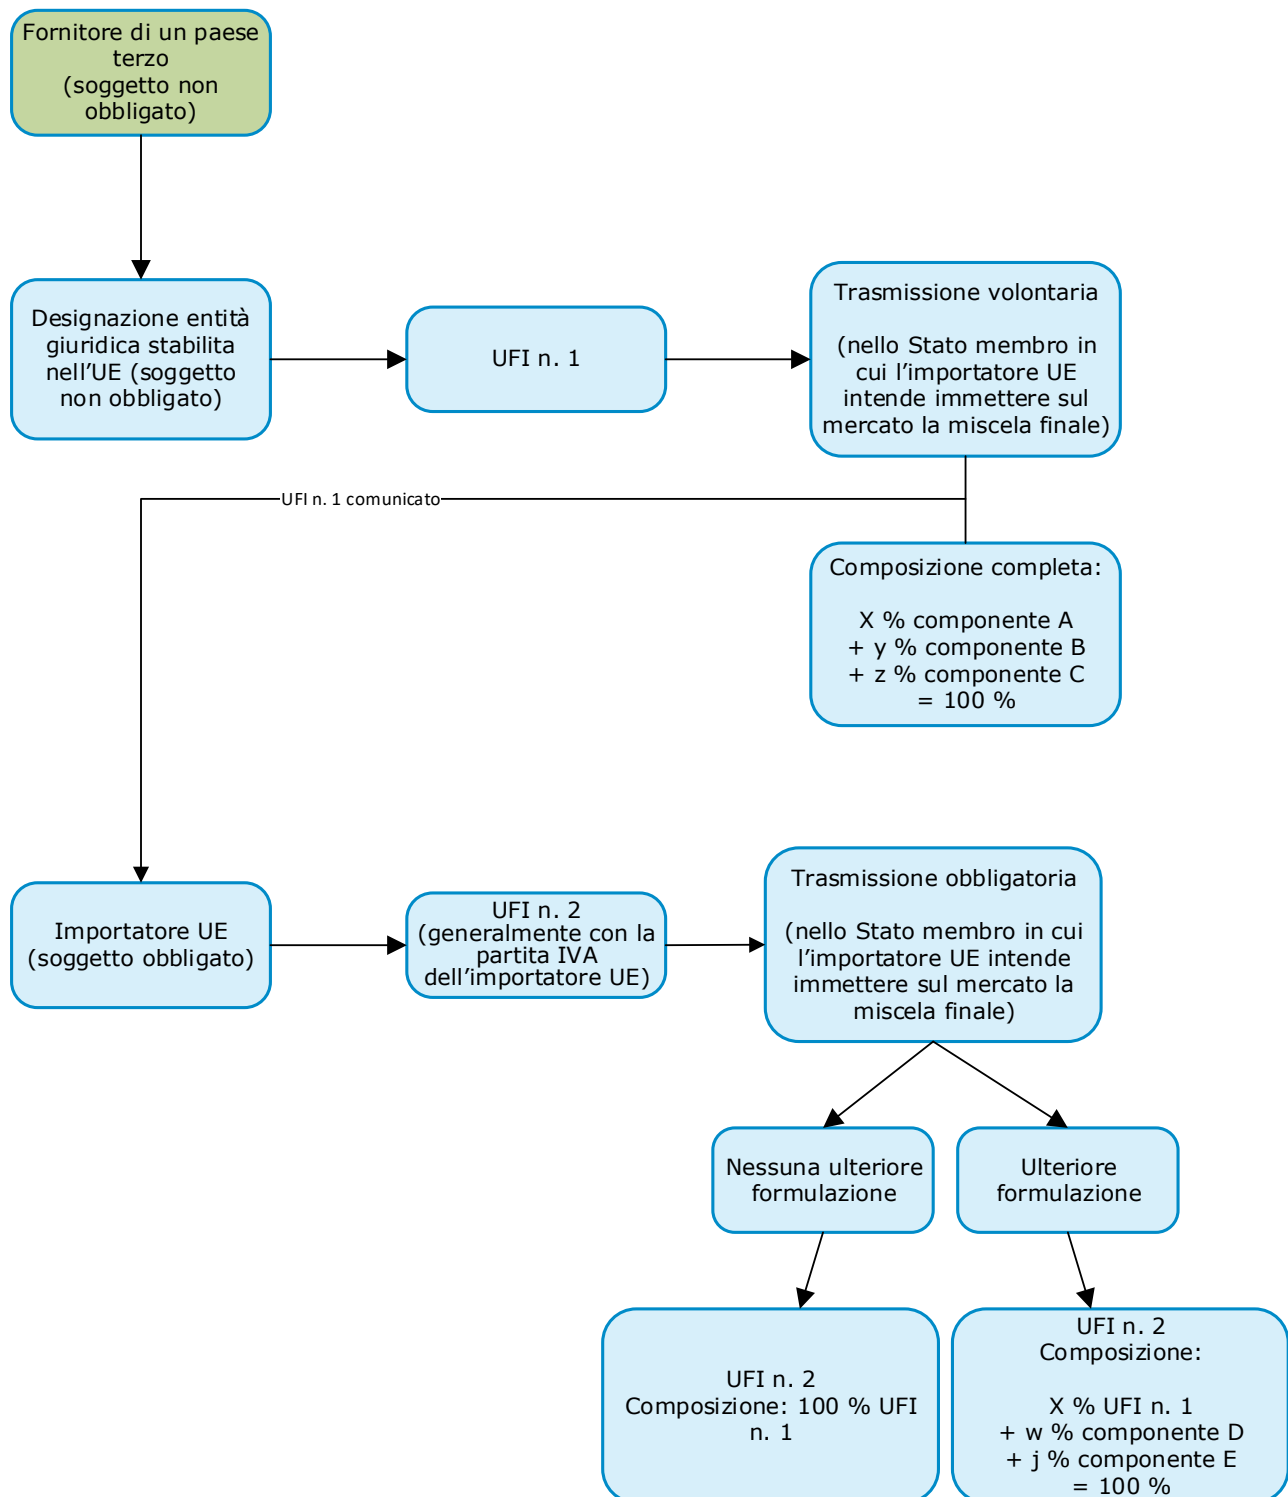 Fornitore di un paese
terzo
(soggetto non
obbligato)
Designazione entità
giuridica stabilita
nell’UE (soggetto
non obbligato)
UFI n. 1
Trasmissione volontaria
(nello Stato membro in
cui l’importatore UE
intende immettere sul
mercato la miscela finale)
UFI n. 1 comunicato
Composizione completa:
X % componente A
+ y % componente B
+ z % componente C
= 100 %
Importatore UE
(soggetto obbligato)
UFI n. 2
(generalmente con la
partita IVA
dell’importatore UE)
Trasmissione obbligatoria
(nello Stato membro in cui
l’importatore UE intende
immettere sul mercato la
miscela finale)
Nessuna ulteriore
formulazione
Ulteriore
formulazione
UFI n. 2
Composizione: 100 % UFI
n. 1
UFI n. 2
Composizione:
X % UFI n. 1
+ w % componente D
+ j % componente E
= 100 %